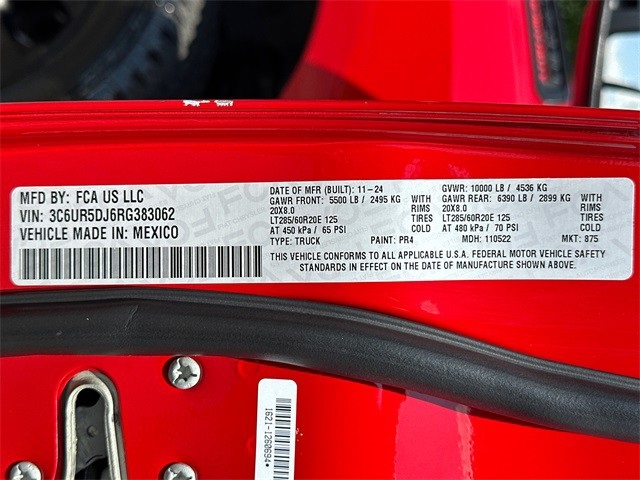 MFD BY: FCA US LLC
VIN: 3C6UR5DJ6RG383062
VEHICLE MADE IN: MEXICO
DATE OF MFR (BUILT): 11-24
GAWR FRONT: 5500 LB / 2495 KG
20X8.0
LT285/60R20E 125
AT 450 kPa / 65 PSI
TYPE: TRUCK
WITH
RIMS
TIRES
COLD
PAINT: PR4
GVWR: 10000 LB / 4536 KG
GAWR REAR: 6390 LB / 2899 KG
20X8.0
LT285/60R20E 125
AT 480 kPa / 70 PSI
MDH: 110522
WITH
RIMS
TIRES
COLD
MKT: 875
THIS VEHICLE CONFORMS TO ALL APPLICABLE U.S.A. FEDERAL MOTOR VEHICLE SAFETY
STANDARDS IN EFFECT ON THE DATE OF MANUFACTURE SHOWN ABOVE.
1621-12609694*